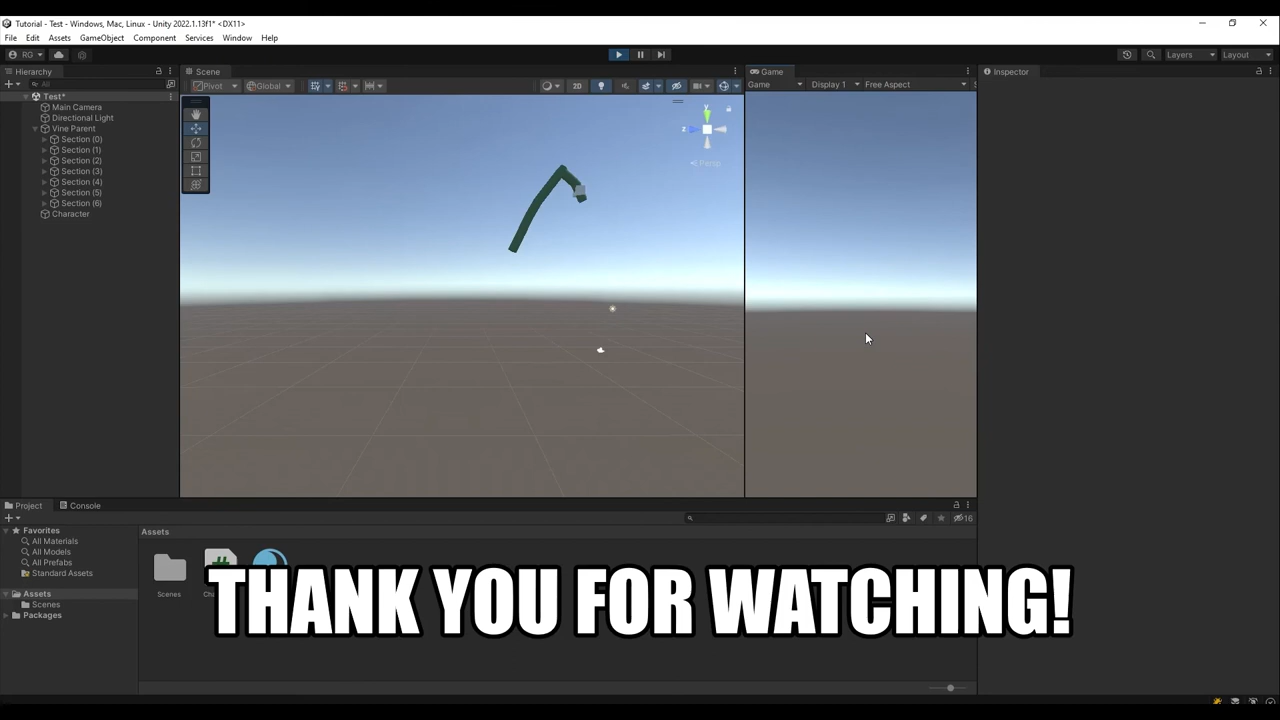 Tutorial - Test - Windows, Mac, Linux - Unity 2022.1.13f1* <DX11>
File Edit Assets GameObject Component Services Window Help
RG
Layers Layout
Hierarchy
Scene
Game
Inspector
All
Pivot Global
2D
Game Display 1 Free Aspect
Test*
Main Camera
Directional Light
Vine Parent
Section (0)
Section (1)
Section (2)
Section (3)
Section (4)
Section (5)
Section (6)
Character
y
z
Persp
Project Console
16
Favorites
All Materials
All Models
All Prefabs
Standard Assets
Assets
Scenes
Packages
Assets
Scenes
THANK YOU FOR WATCHING!